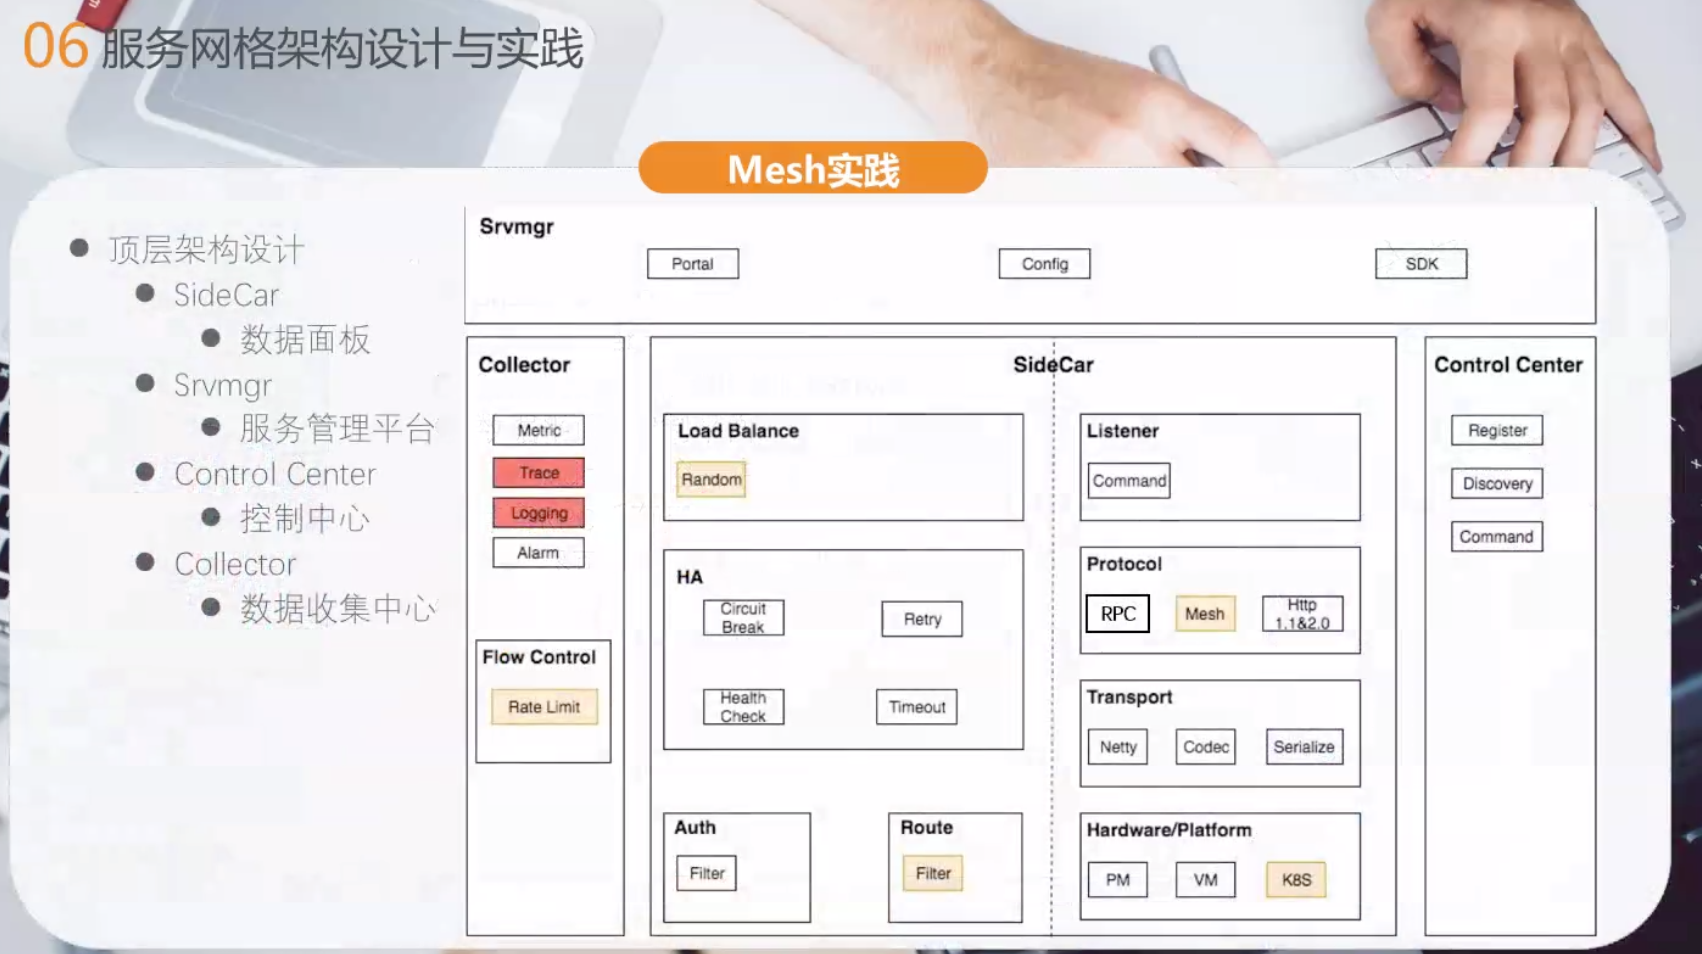 06 服务网格架构设计与实践
Mesh实践
顶层架构设计
SideCar
数据面板
Srvmgr
服务管理平台
Control Center
控制中心
Collector
数据收集中心
Srvmgr
Portal
Config
SDK
Collector
Metric
Trace
Logging
Alarm
Flow Control
Rate Limit
SideCar
Load Balance
Random
HA
Circuit
Break
Retry
Health
Check
Timeout
Auth
Filter
Route
Filter
Listener
Command
Protocol
RPC
Mesh
Http
1.1&2.0
Transport
Netty
Codec
Serialize
Hardware/Platform
PM
VM
K8S
Control Center
Register
Discovery
Command